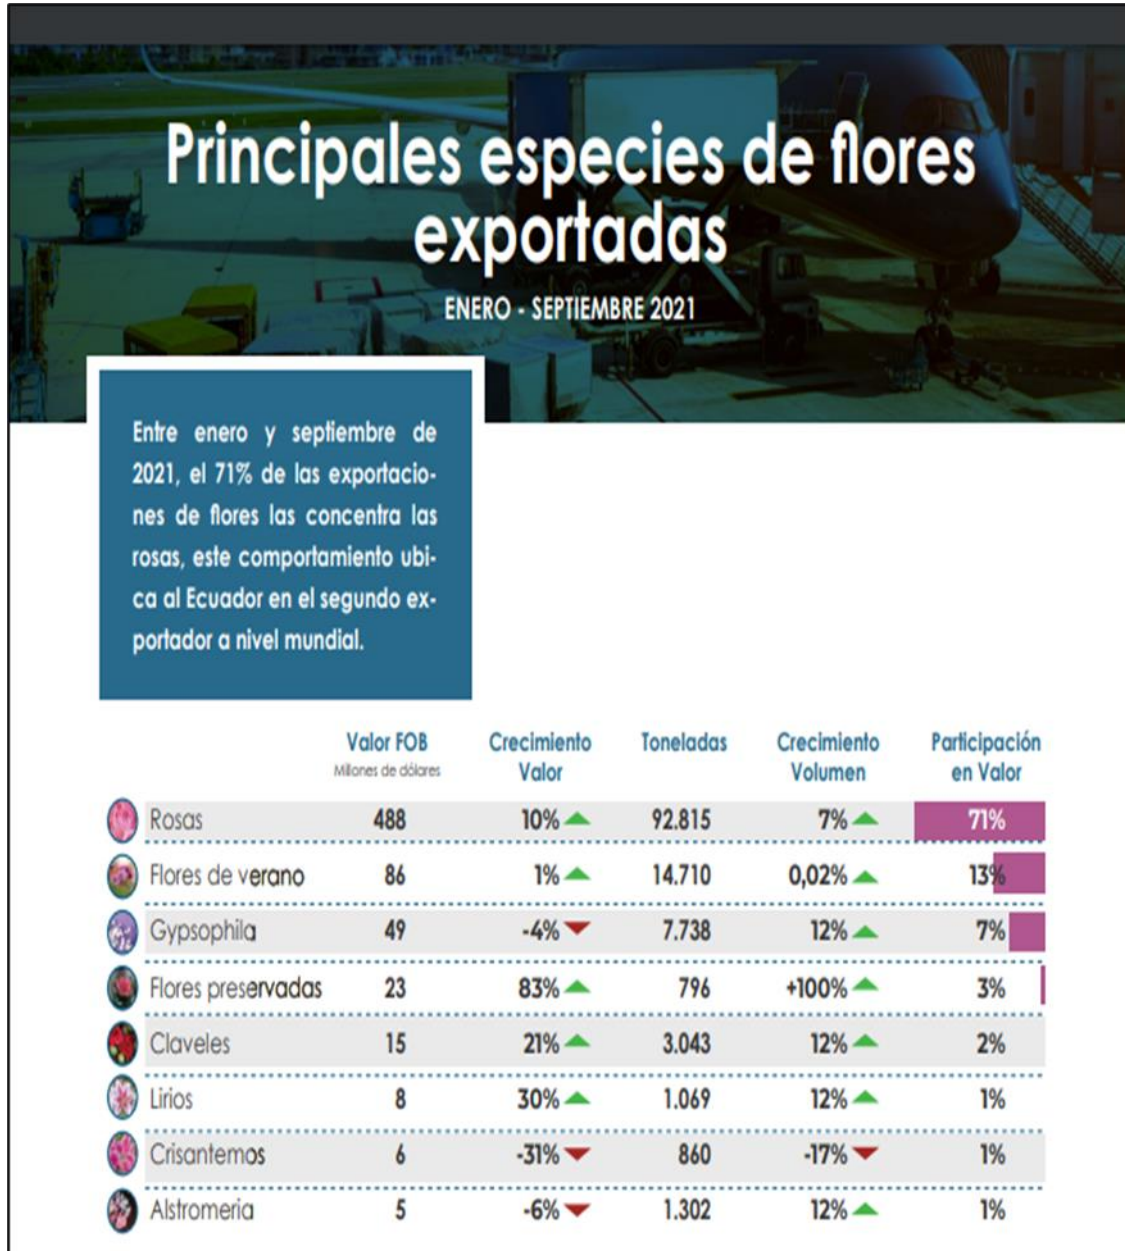 Principales especies de flores
exportadas
ENERO - SEPTIEMBRE 2021
Entre enero y septiembre de
2021, el 71% de las exportacio-
nes de flores las concentra las
rosas, este comportamiento ubi-
ca al Ecuador en el segundo ex-
portador a nivel mundial.
Valor FOB Crecimiento Toneladas Crecimiento Participación
Millones de dólares Valor Volumen en Valor
Rosas 488 10% 92.815 7% 71%
Flores de verano 86 1% 14.710 0,02% 13%
Gypsophila 49 -4% 7.738 12% 7%
Flores preservadas 23 83% 796 +100% 3%
Claveles 15 21% 3.043 12% 2%
Lirios 8 30% 1.069 12% 1%
Crisantemos 6 -31% 860 -17% 1%
Alstromeria 5 -6% 1.302 12% 1%